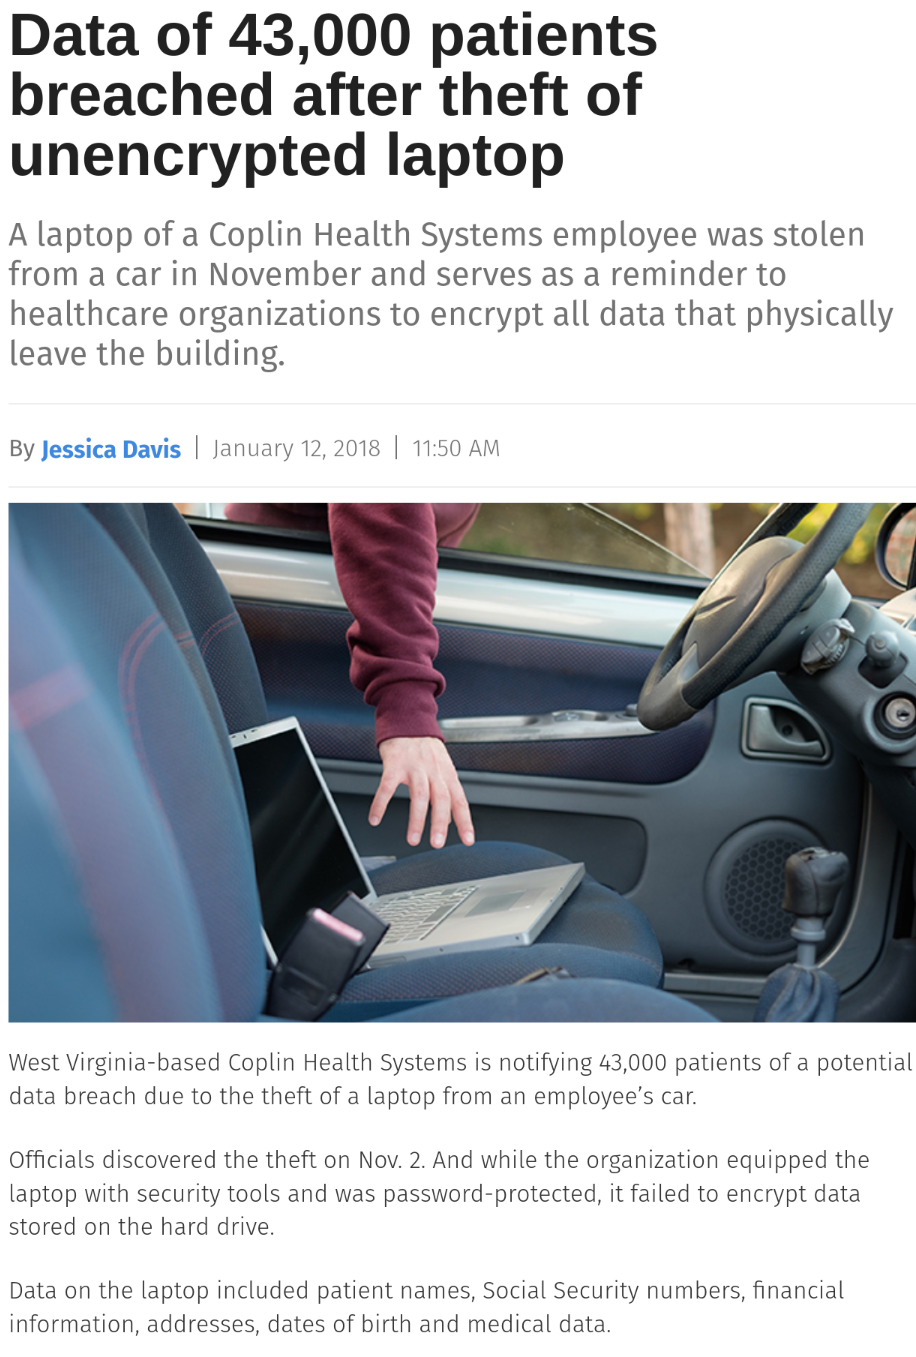 Data of 43,000 patients
breached after theft of
unencrypted laptop
A laptop of a Coplin Health Systems employee was stolen
from a car in November and serves as a reminder to
healthcare organizations to encrypt all data that physically
leave the building.
By Jessica Davis | January 12, 2018 | 11:50 AM
West Virginia-based Coplin Health Systems is notifying 43,000 patients of a potential
data breach due to the theft of a laptop from an employee’s car.
Officials discovered the theft on Nov. 2. And while the organization equipped the
laptop with security tools and was password-protected, it failed to encrypt data
stored on the hard drive.
Data on the laptop included patient names, Social Security numbers, financial
information, addresses, dates of birth and medical data.